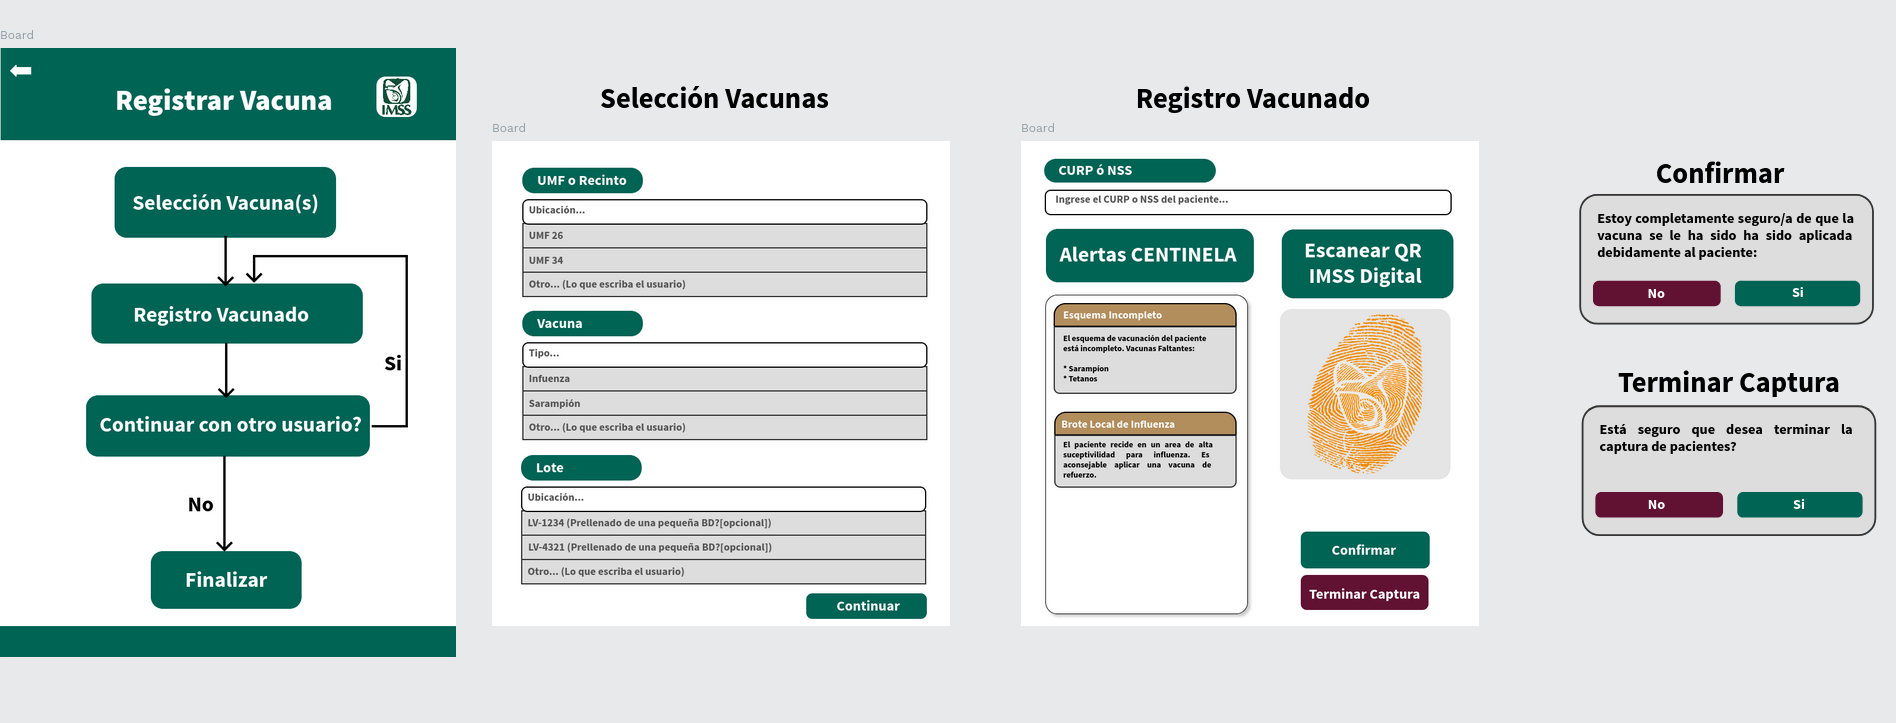 Board
Registrar Vacuna
IMSS
Selección Vacuna(s)
Registro Vacunado
Si
Continuar con otro usuario?
No
Finalizar
Selección Vacunas
Board
UMF o Recinto
Ubicación...
UMF 26
UMF 34
Otro... (Lo que escriba el usuario)
Vacuna
Tipo...
Infuenza
Sarampión
Otro... (Lo que escriba el usuario)
Lote
Ubicación...
LV-1234 (Prellenado de una pequeña BD?[opcional])
LV-4321 (Prellenado de una pequeña BD?[opcional])
Otro... (Lo que escriba el usuario)
Continuar
Registro Vacunado
Board
CURP ó NSS
Ingrese el CURP o NSS del paciente...
Alertas CENTINELA
Esquema Incompleto
El esquema de vacunación del paciente
está incompleto. Vacunas Faltantes:
* Sarampion
* Tetanos
Brote Local de Influenza
El paciente recide en un area de alta
suceptivilidad para influenza. Es
aconsejable aplicar una vacuna de
refuerzo.
Escanear QR
IMSS Digital
Confirmar
Terminar Captura
Confirmar
Estoy completamente seguro/a de que la
vacuna se le ha sido ha sido aplicada
debidamente al paciente:
No
Si
Terminar Captura
Está seguro que desea terminar la
captura de pacientes?
No
Si